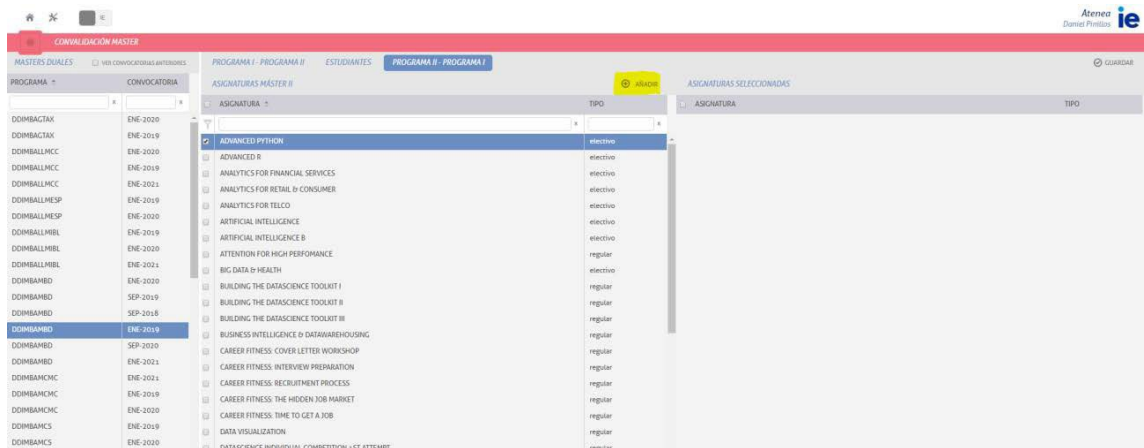 IE
Atenea
Daniel Pinillos
ie
CONVALIDACIÓN MASTER
MASTERS DUALES
VER CONVOCATORIAS ANTERIORES
PROGRAMA I - PROGRAMA II
ESTUDIANTES
PROGRAMA II - PROGRAMA I
GUARDAR
PROGRAMA CONVOCATORIA
ASIGNATURAS MÁSTER II
AÑADIR
ASIGNATURAS SELECCIONADAS
ASIGNATURA TIPO
ASIGNATURA TIPO
DDIMBAGTAX ENE-2020
DDIMBAGTAX ENE-2019
DDIMBALLMCC ENE-2020
DDIMBALLMCC ENE-2019
DDIMBALLMCC ENE-2021
DDIMBALLMESP ENE-2019
DDIMBALLMESP ENE-2020
DDIMBALLMIBL ENE-2019
DDIMBALLMIBL ENE-2020
DDIMBALLMIBL ENE-2021
DDIMBAMBD ENE-2020
DDIMBAMBD SEP-2019
DDIMBAMBD SEP-2018
DDIMBAMBD ENE-2019
DDIMBAMBD SEP-2020
DDIMBAMBD ENE-2021
DDIMBAMCMC ENE-2021
DDIMBAMCMC ENE-2019
DDIMBAMCMC ENE-2020
DDIMBAMCS ENE-2019
DDIMBAMCS ENE-2020
ADVANCED PYTHON electivo
ADVANCED R electivo
ANALYTICS FOR FINANCIAL SERVICES electivo
ANALYTICS FOR RETAIL & CONSUMER electivo
ANALYTICS FOR TELCO electivo
ARTIFICIAL INTELLIGENCE electivo
ARTIFICIAL INTELLIGENCE B electivo
ATTENTION FOR HIGH PERFOMANCE regular
BIG DATA & HEALTH electivo
BUILDING THE DATASCIENCE TOOLKIT I regular
BUILDING THE DATASCIENCE TOOLKIT II regular
BUILDING THE DATASCIENCE TOOLKIT III regular
BUSINESS INTELLIGENCE & DATAWAREHOUSING regular
CAREER FITNESS: COVER LETTER WORKSHOP regular
CAREER FITNESS: INTERVIEW PREPARATION regular
CAREER FITNESS: RECRUITMENT PROCESS regular
CAREER FITNESS: THE HIDDEN JOB MARKET regular
CAREER FITNESS: TIME TO GET A JOB regular
DATA VISUALIZATION regular
DATASCIENCE INDIVIDUAL COMPETITION 1ST ATTEMPT regular